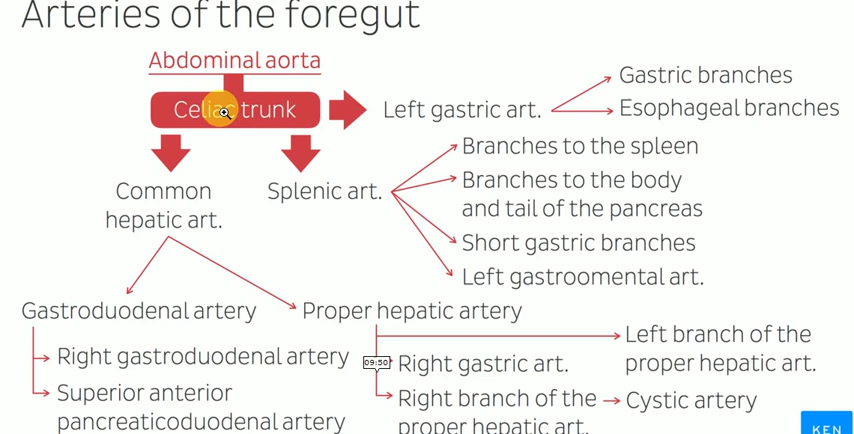 Arteries of the foregut
Abdominal aorta
Celiac trunk
Left gastric art.
Gastric branches
Esophageal branches
Common
hepatic art.
Splenic art.
Branches to the spleen
Branches to the body
and tail of the pancreas
Short gastric branches
Left gastroomental art.
Gastroduodenal artery
Right gastroduodenal artery
Superior anterior
pancreaticoduodenal artery
Proper hepatic artery
Left branch of the
proper hepatic art.
09:50
Right gastric art.
Right branch of the
proper hepatic art.
Cystic artery
KEN